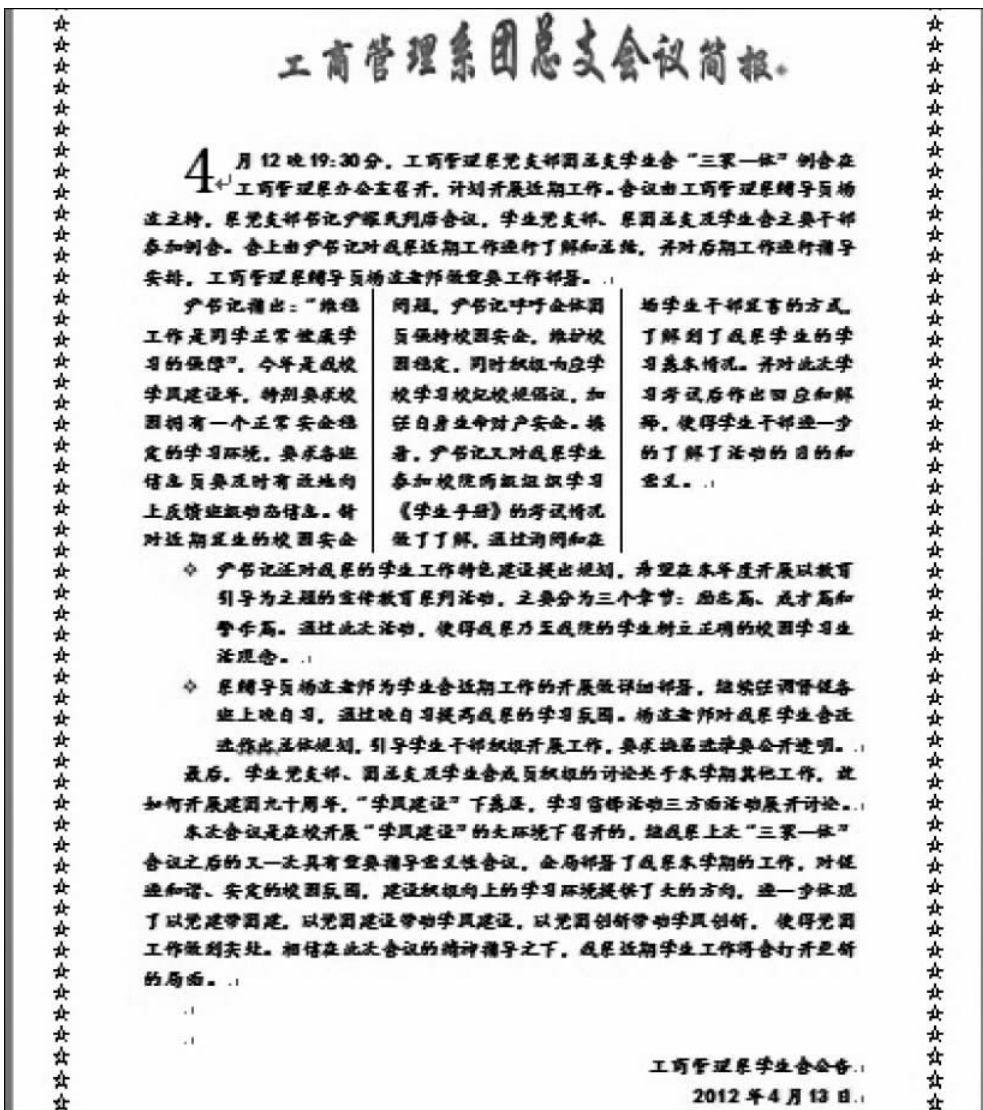 工商管理系团总支会议简报
4月12晚19:30分，工商管理系党支部团总支学生会“三家一体”例会在
工商管理系办公室召开，计划开展近期工作。会议由工商管理系辅导员杨
主持，系党支部书记尹耀民列席会议，学生党支部、系团总支及学生会主要干部
参加例会。会上由尹书记对我系近期工作进行了解和总结，并对后期工作进行指导
安排，工商管理系辅导员杨老师做重要工作部署。
尹书记指出：“维稳
工作是同学正常健康学
习的保障”，今年是我校
学风建设年，特别要求校
园拥有一个正常安全稳
定的学习环境，要求各班
信息员要及时有效地向
上反馈班级动态信息。针
对近期发生的校园安全
问题，尹书记呼吁全体团
员保持校园安全，维护校
园稳定，同时积极响应学
校学习校纪校规倡议，加
强自身生命财产安全。接
着，尹书记又对我系学生
参加校院两级组织学习
《学生手册》的考试情况
做了了解，通过询问和在
场学生干部发言的方式，
了解到了我系学生的学
习基本情况。并对此次学
习考试后作出回应和解
释，使得学生干部进一步
的了解了活动的目的和
意义。
❖ 尹书记还对我系的学生工作特色建设提出规划，希望在本年度开展以教育
引导为主题的宣传教育系列活动，主要分为三个章节：励志篇、成才篇和
警示篇。通过此次活动，使得我系乃至我院的学生树立正确的校园学习生
活观念。
❖ 系辅导员杨老师为学生会近期工作的开展做详细部署，继续强调督促各
班上晚自习，通过晚自习提高我系的学习氛围。杨老师对我系学生会改
选作出总体规划，引导学生干部积极开展工作，要求换届选举要公开透明。
最后，学生党支部、团总支及学生会成员积极的讨论关于本学期其他工作，就
如何开展建团九十周年，“学风建设”下基层，学习雷锋活动三方面活动展开讨论。
本次会议是在校开展“学风建设”的大环境下召开的，继我系上次“三家一体”
会议之后的又一次具有重要指导意义性会议，全局部署了我系本学期的工作，对促
进和谐、安定的校园氛围，建设积极向上的学习环境提供了大的方向，进一步体现
了以党建带团建，以党团建设带动学风建设，以党团创新带动学风创新，使得党团
工作做到实处。相信在此次会议的精神指导之下，我系近期学生工作将会打开更新
的局面。
工商管理系学生会公告
2012年4月13日